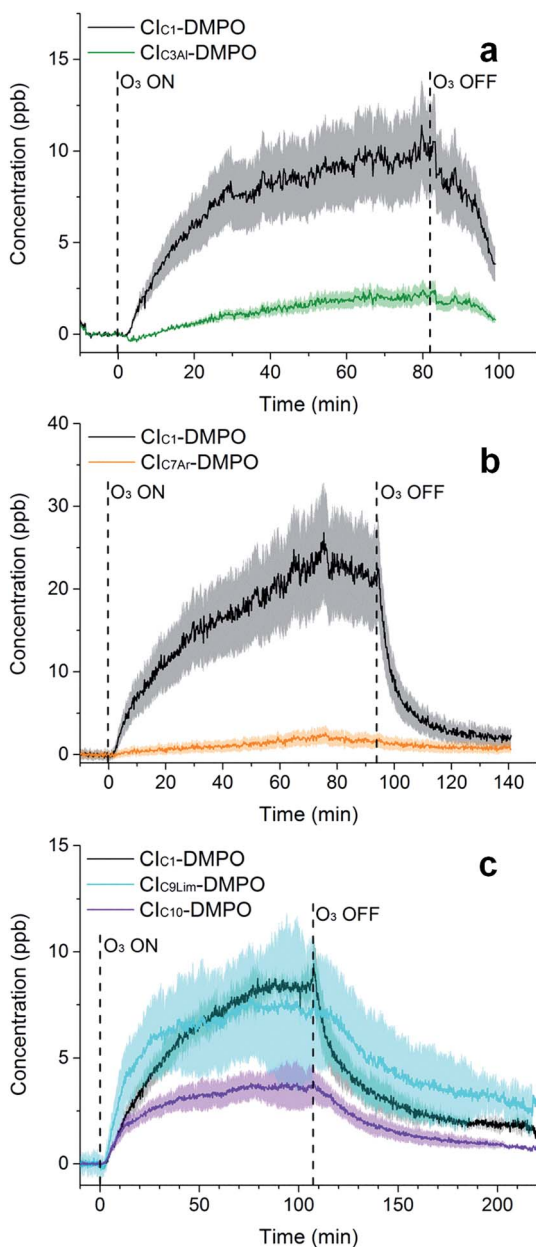 CIC1-DMPO
CIC3Al-DMPO
a
O3 ON
O3 OFF
15
10
5
0
Concentration (ppb)
0 20 40 60 80 100
Time (min)
CIC1-DMPO
CIC7Ar-DMPO
b
O3 ON
O3 OFF
40
30
20
10
0
Concentration (ppb)
0 20 40 60 80 100 120 140
Time (min)
CIC1-DMPO
CIC9Lim-DMPO
CIC10-DMPO
c
O3 ON
O3 OFF
15
10
5
0
Concentration (ppb)
0 50 100 150 200
Time (min)